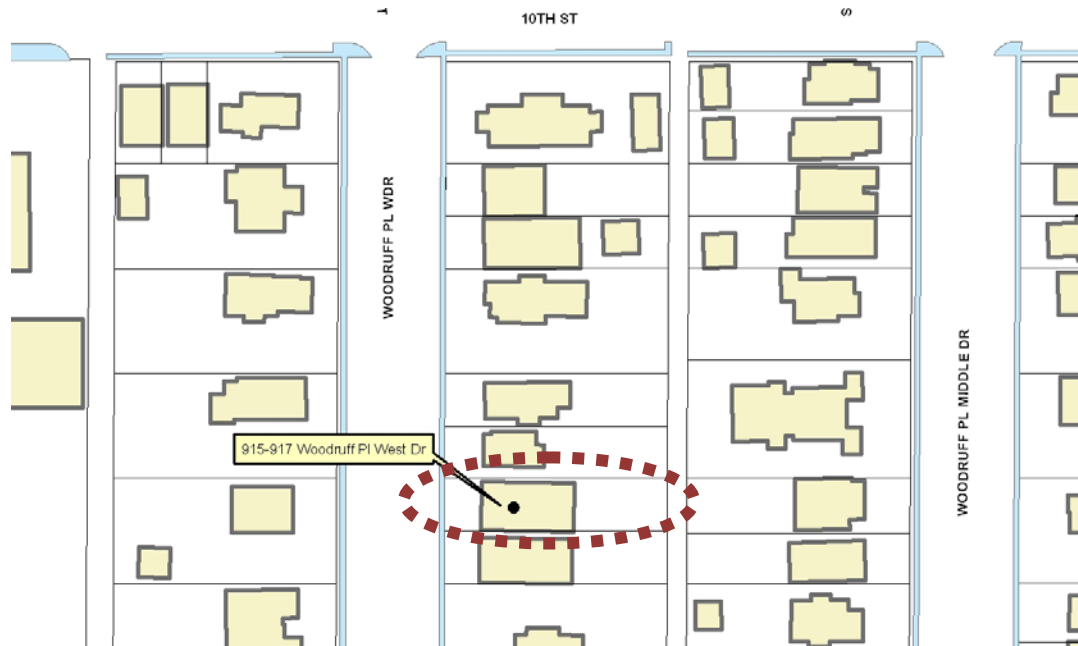 T
10TH ST
S
WOODRUFF PL WDR
WOODRUFF PL MIDDLE DR
915-917 Woodruff Pl West Dr